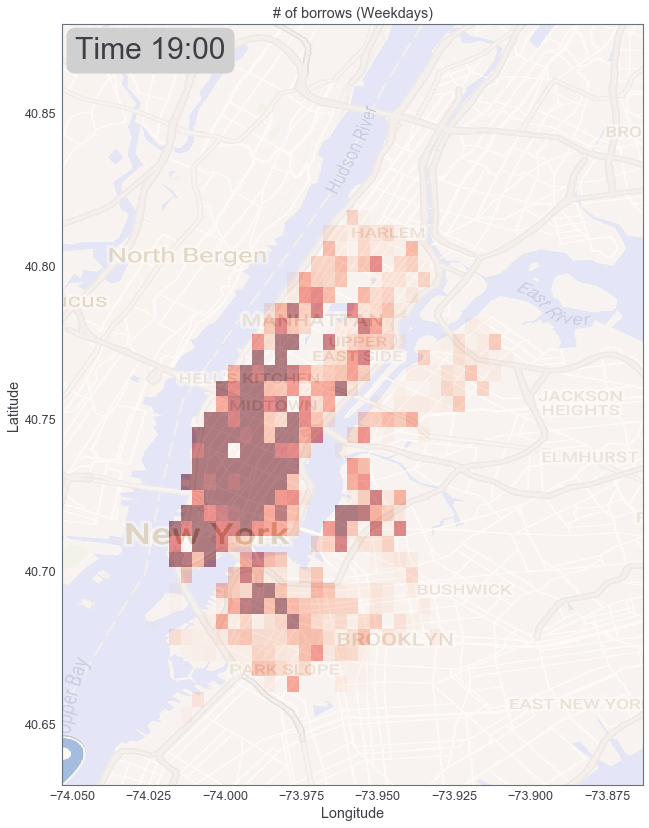 # of borrows (Weekdays)
Time 19:00
40.85
BRO
Hudson River
HARLEM
North Bergen
40.80
East River
CUS
MANHATTAN
UPPER
EAST SIDE
HELL'S KITCHEN
MIDTOWN
JACKSON
HEIGHTS
40.75
ELMHURST
New York
40.70
BUSHWICK
BROOKLYN
PARK SLOPE
EAST NEW YOR
pper Bay
40.65
Latitude
−74.050
−74.025
−74.000
−73.975
−73.950
−73.925
−73.900
−73.875
Longitude